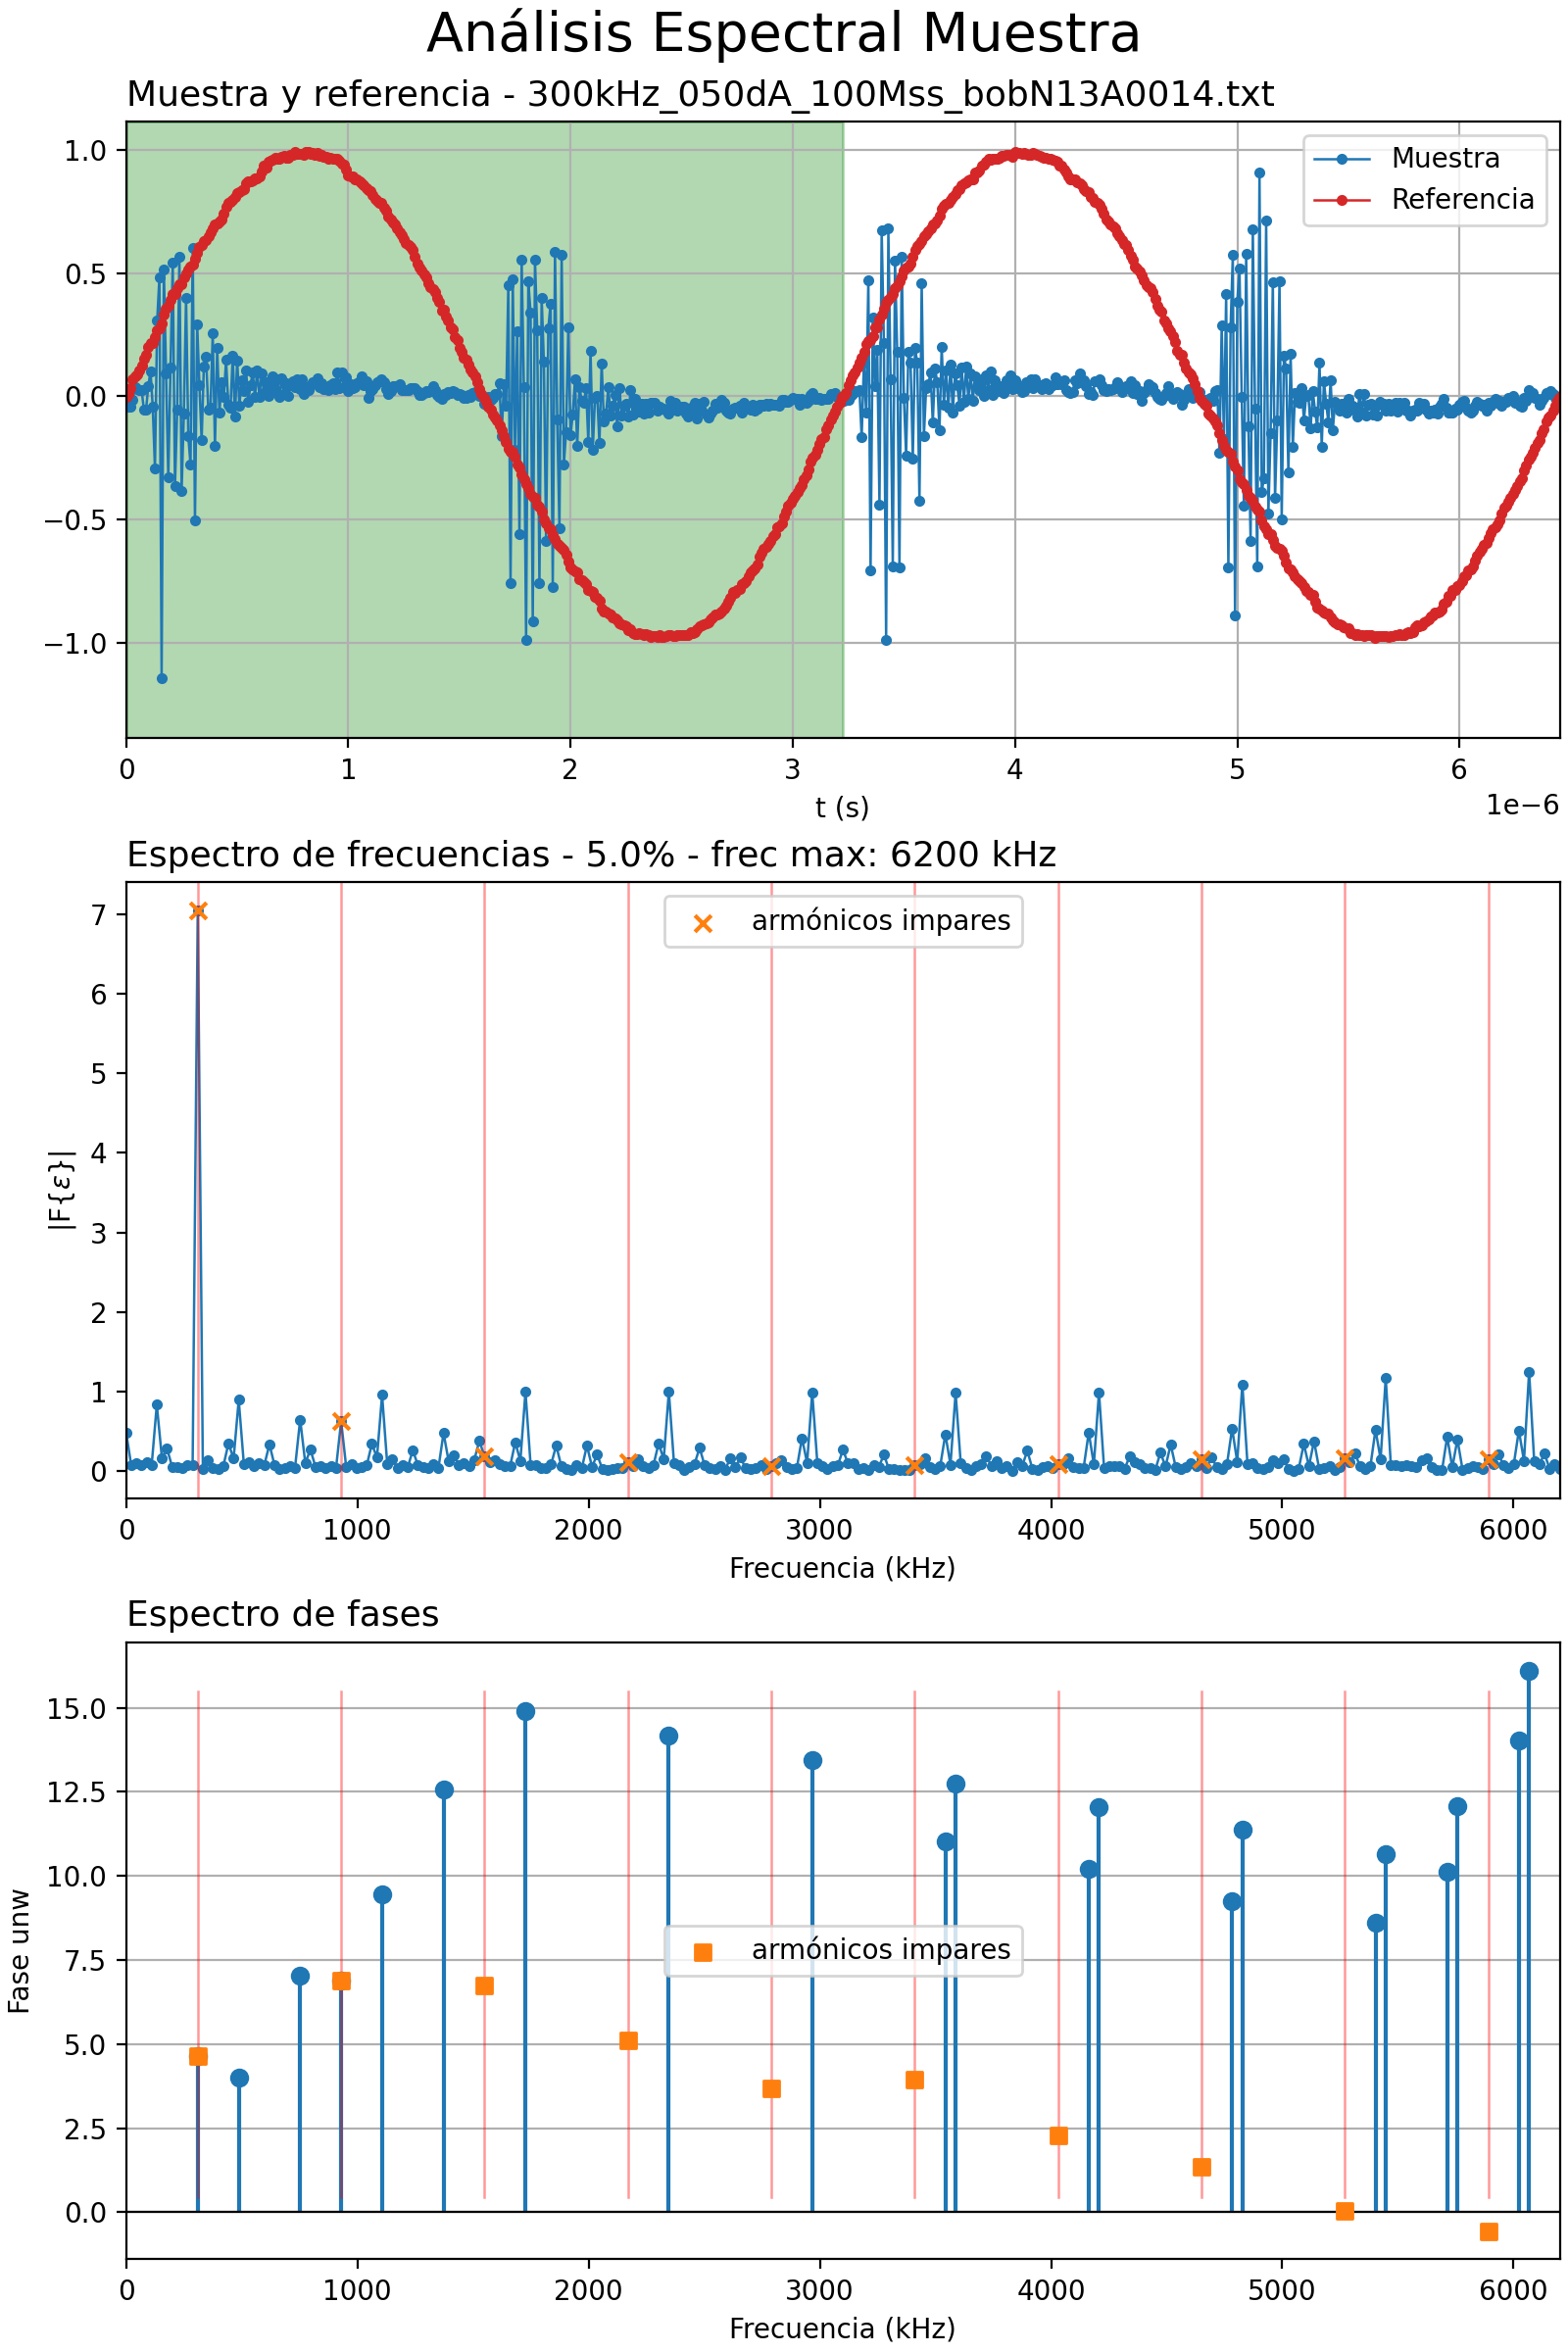 Análisis Espectral Muestra
Muestra y referencia - 300kHz_050dA_100Mss_bobN13A0014.txt
1.0
0.5
0.0
−0.5
−1.0
Muestra
Referencia
0 1 2 3 4 5 6
t (s)
1e−6
Espectro de frecuencias - 5.0% - frec max: 6200 kHz
7
6
5
4
3
2
1
0
|F{ε}|
armónicos impares
0 1000 2000 3000 4000 5000 6000
Frecuencia (kHz)
Espectro de fases
15.0
12.5
10.0
7.5
5.0
2.5
0.0
Fase unw
armónicos impares
0 1000 2000 3000 4000 5000 6000
Frecuencia (kHz)